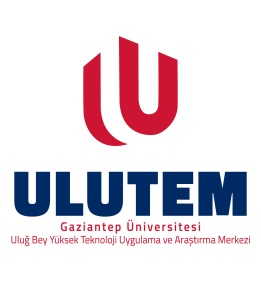 ULUTEM
Gaziantep Üniversitesi
Uluğ Bey Yüksek Teknoloji Uygulama ve Araştırma Merkezi